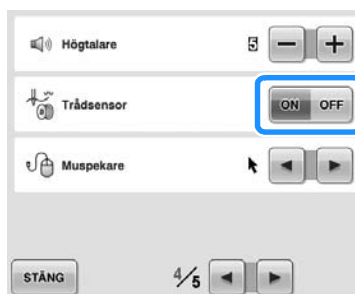 Högtalare 5 − +
Trådsensor ON OFF
Muspekare
STÄNG 4/5